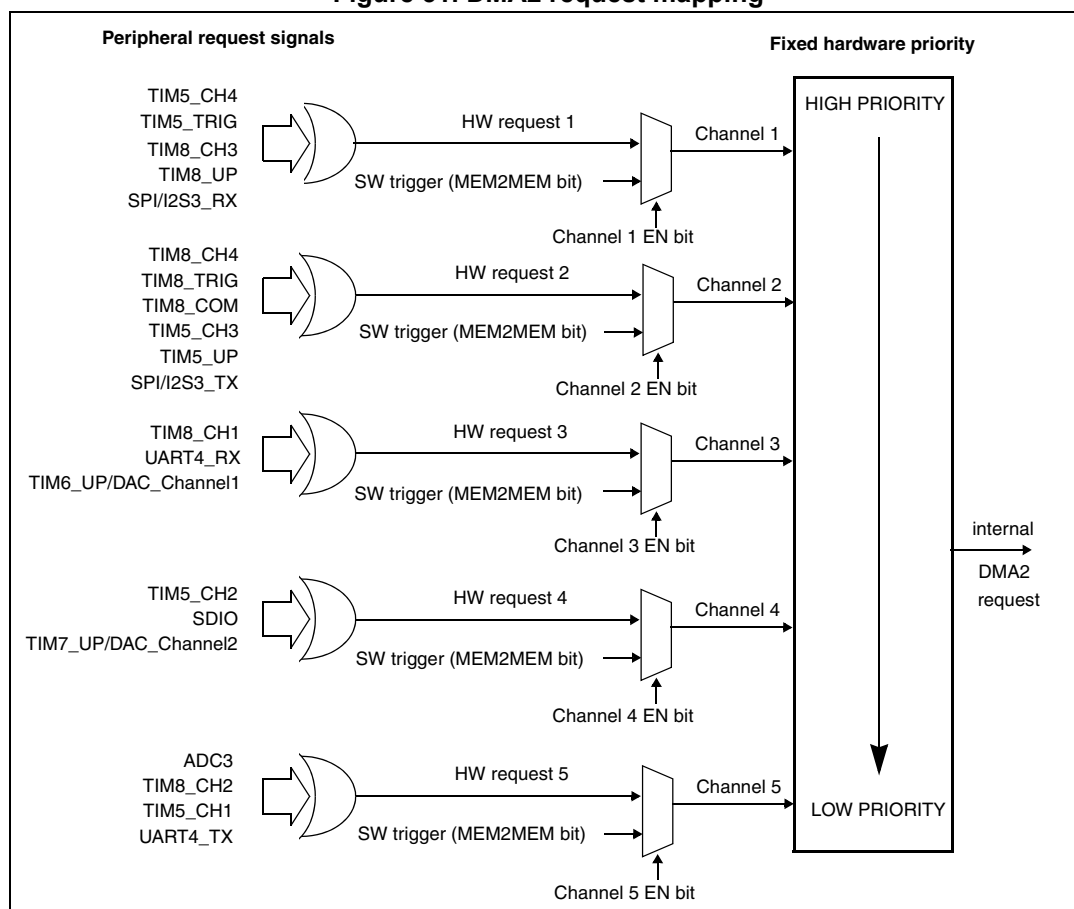 Peripheral request signals
Fixed hardware priority
TIM5_CH4
TIM5_TRIG
TIM8_CH3
TIM8_UP
SPI/I2S3_RX
HW request 1
SW trigger (MEM2MEM bit)
Channel 1
Channel 1 EN bit
HIGH PRIORITY
TIM8_CH4
TIM8_TRIG
TIM8_COM
TIM5_CH3
TIM5_UP
SPI/I2S3_TX
HW request 2
SW trigger (MEM2MEM bit)
Channel 2
Channel 2 EN bit
TIM8_CH1
UART4_RX
TIM6_UP/DAC_Channel1
HW request 3
SW trigger (MEM2MEM bit)
Channel 3
Channel 3 EN bit
internal
DMA2
request
TIM5_CH2
SDIO
TIM7_UP/DAC_Channel2
HW request 4
SW trigger (MEM2MEM bit)
Channel 4
Channel 4 EN bit
ADC3
TIM8_CH2
TIM5_CH1
UART4_TX
HW request 5
SW trigger (MEM2MEM bit)
Channel 5
Channel 5 EN bit
LOW PRIORITY